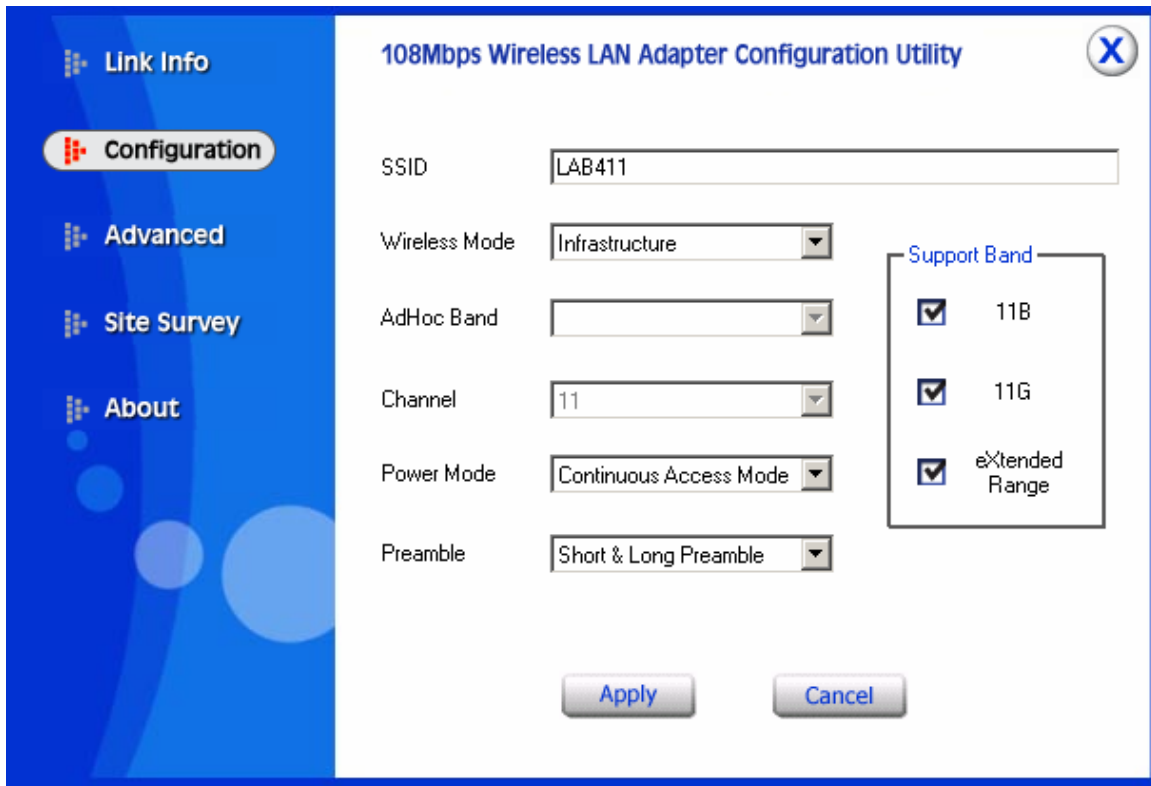 Link Info
Configuration
Advanced
Site Survey
About
108Mbps Wireless LAN Adapter Configuration Utility
X
SSID
LAB411
Wireless Mode
Infrastructure
AdHoc Band
Channel
11
Power Mode
Continuous Access Mode
Preamble
Short & Long Preamble
Support Band
11B
11G
eXtended
Range
Apply
Cancel